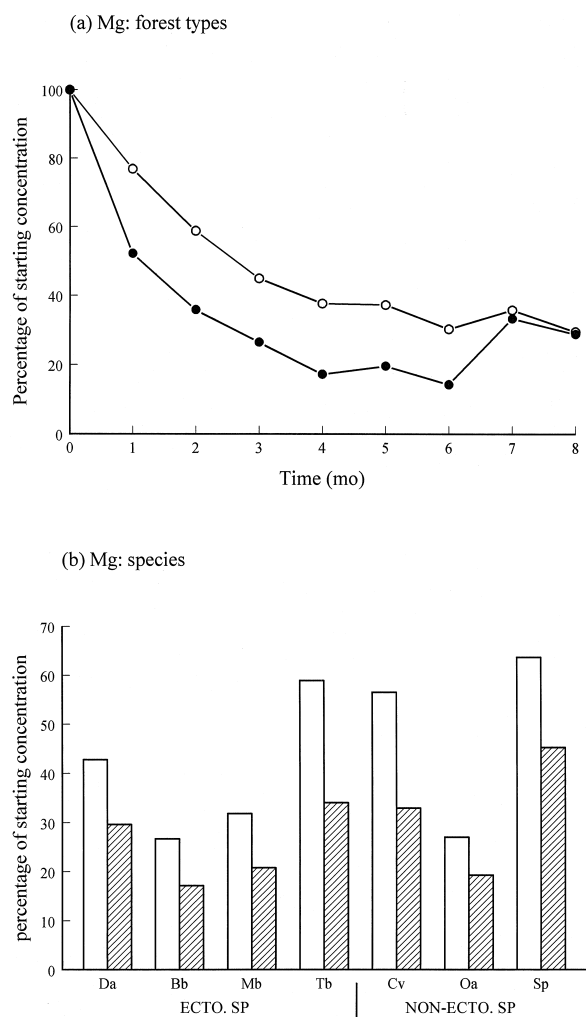 (a) Mg: forest types
Percentage of starting concentration
100
80
60
40
20
0
0 1 2 3 4 5 6 7 8
Time (mo)
(b) Mg: species
percentage of starting concentration
70
60
50
40
30
20
10
0
Da Bb Mb Tb Cv Oa Sp
ECTO. SP NON-ECTO. SP